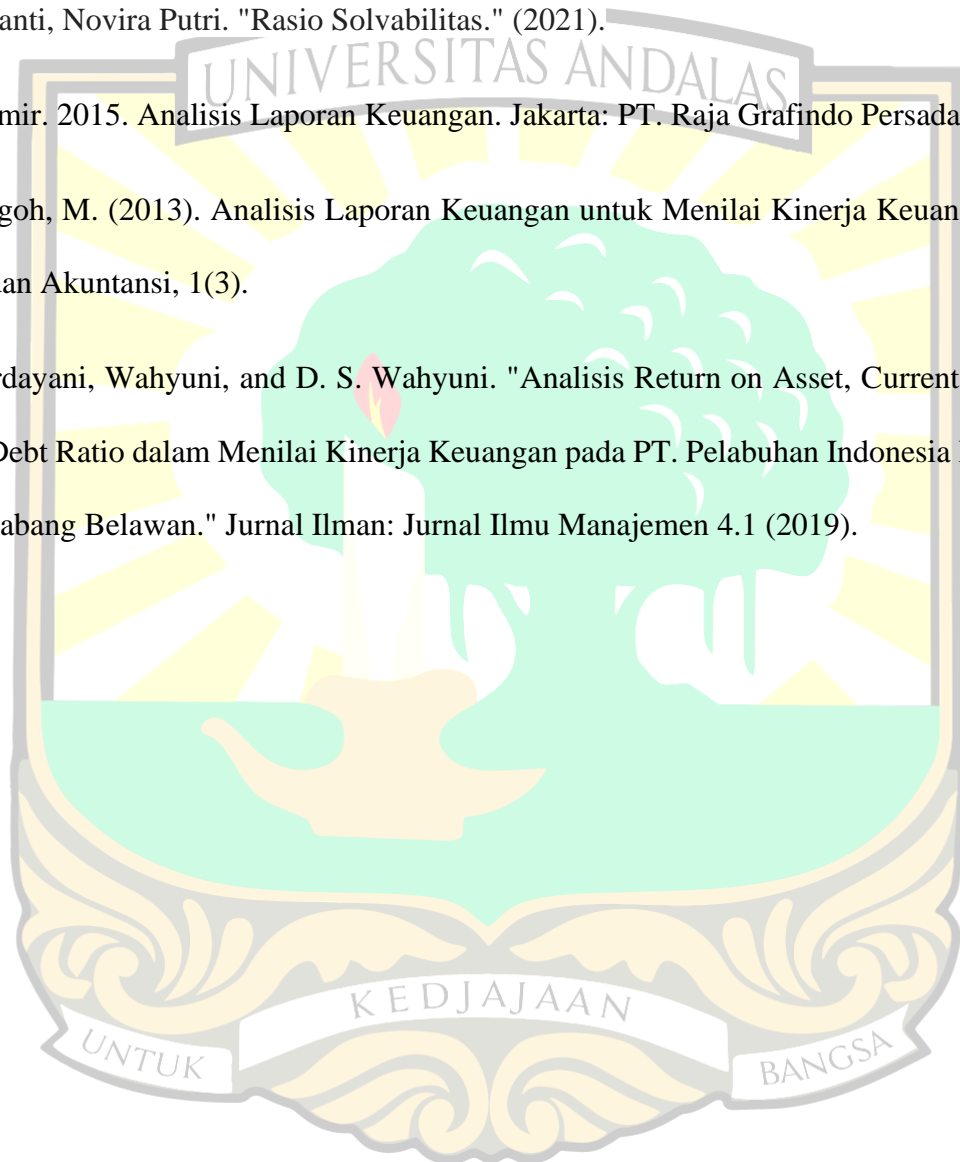 anti, Novira Putri. "Rasio Solvabilitas." (2021).
UNIVERSITAS ANDALAS
mir. 2015. Analisis Laporan Keuangan. Jakarta: PT. Raja Grafindo Persada
goh, M. (2013). Analisis Laporan Keuangan untuk Menilai Kinerja Keuan
dan Akuntansi, 1(3).
rdayani, Wahyuni, and D. S. Wahyuni. "Analisis Return on Asset, Current
Debt Ratio dalam Menilai Kinerja Keuangan pada PT. Pelabuhan Indonesia
abang Belawan." Jurnal Ilman: Jurnal Ilmu Manajemen 4.1 (2019).
KEDJAJAAN
UNTUK
BANGSA